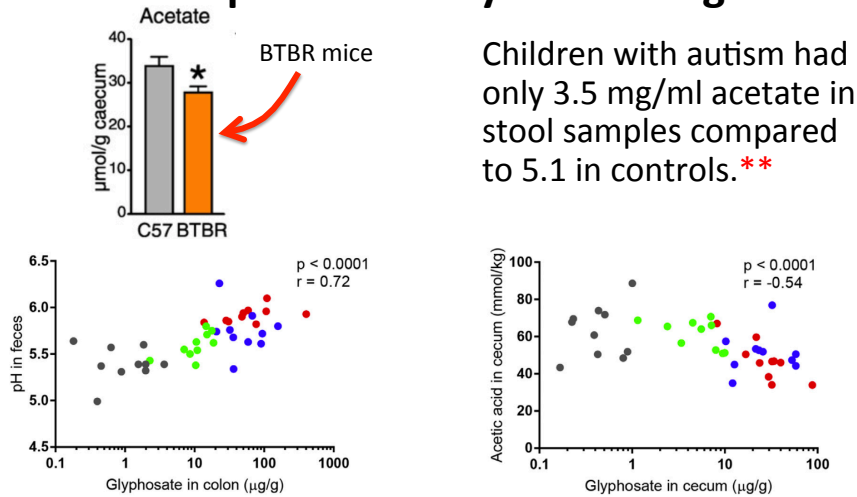 Acetate
40
30
20
10
0
µmol/g caecum
*
C57 BTBR
BTBR mice
Children with autism had
only 3.5 mg/ml acetate in
stool samples compared
to 5.1 in controls.**
6.5
6.0
5.5
5.0
4.5
pH in feces
p < 0.0001
r = 0.72
0.1 1 10 100 1000
Glyphosate in colon (µg/g)
100
80
60
40
20
0
Acetic acid in cecum (mmol/kg)
p < 0.0001
r = -0.54
0.1 1 10 100
Glyphosate in cecum (µg/g)